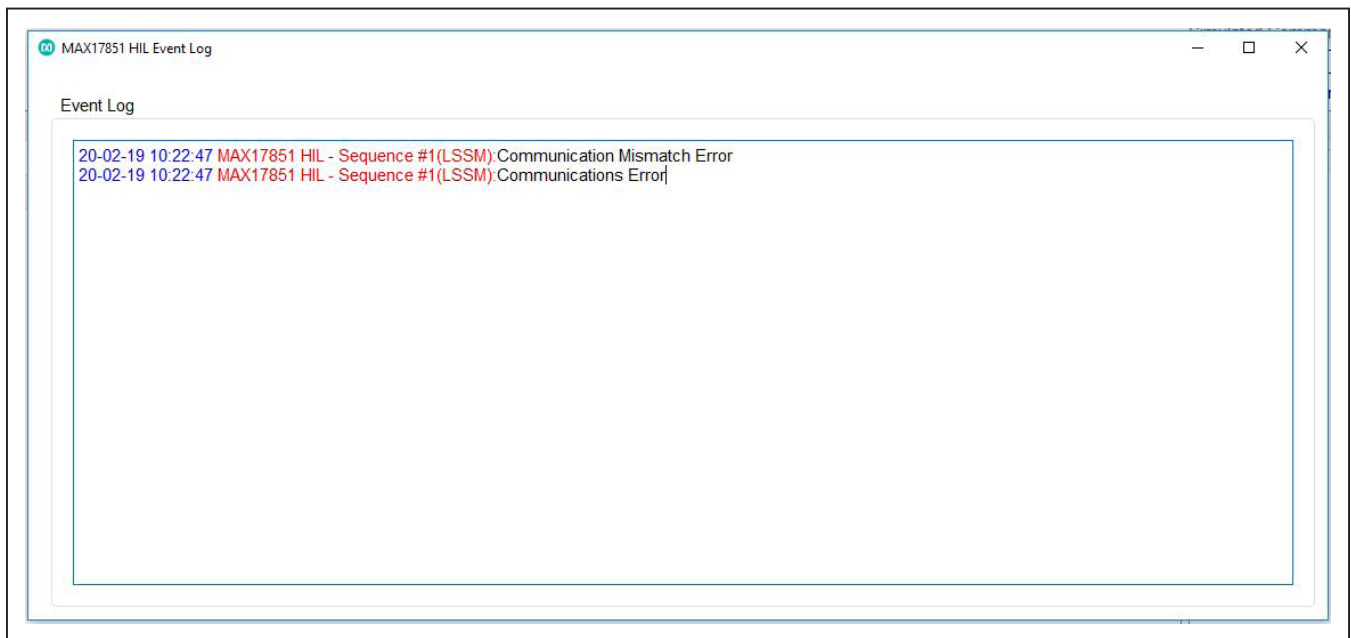 MAX17851 HIL Event Log
Event Log
20-02-19 10:22:47 MAX17851 HIL - Sequence #1(LSSM):Communication Mismatch Error
20-02-19 10:22:47 MAX17851 HIL - Sequence #1(LSSM):Communications Error